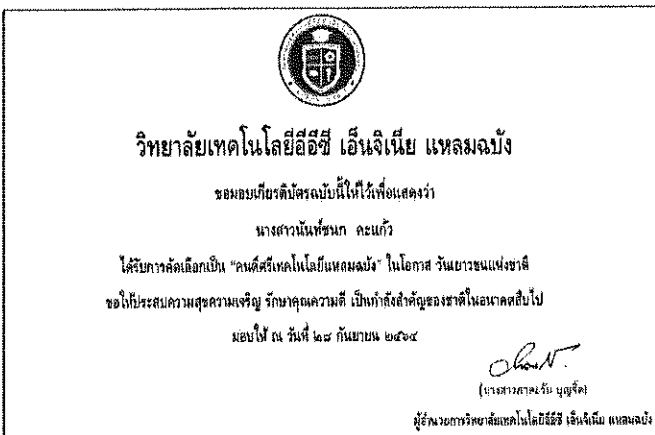 วิทยาลัยเทคโนโลยีอีอีซี เอ็นจิเนีย แหลมฉบัง
ขอมอบเกียรติบัตรฉบับนี้ให้ไว้เพื่อแสดงว่า
นางสาวนันท์ชนก คะแก้ว
ได้รับการคัดเลือกเป็น "คนดีศรีเทคโนโลยีแหลมฉบัง" ในโอกาส วันเยาวชนแห่งชาติ
ขอให้ประสบความสุขความเจริญ รักษาคุณความดี เป็นกำลังสำคัญของชาติในอนาคตสืบไป
มอบให้ ณ วันที่ ๒๘ กันยายน ๒๕๖๔
บุญจิ๋ด)
ผู้อำนวยการวิทยาลัยเทคโนโลยีอีอีซี เอ็นจิเนีย แหลมฉบัง